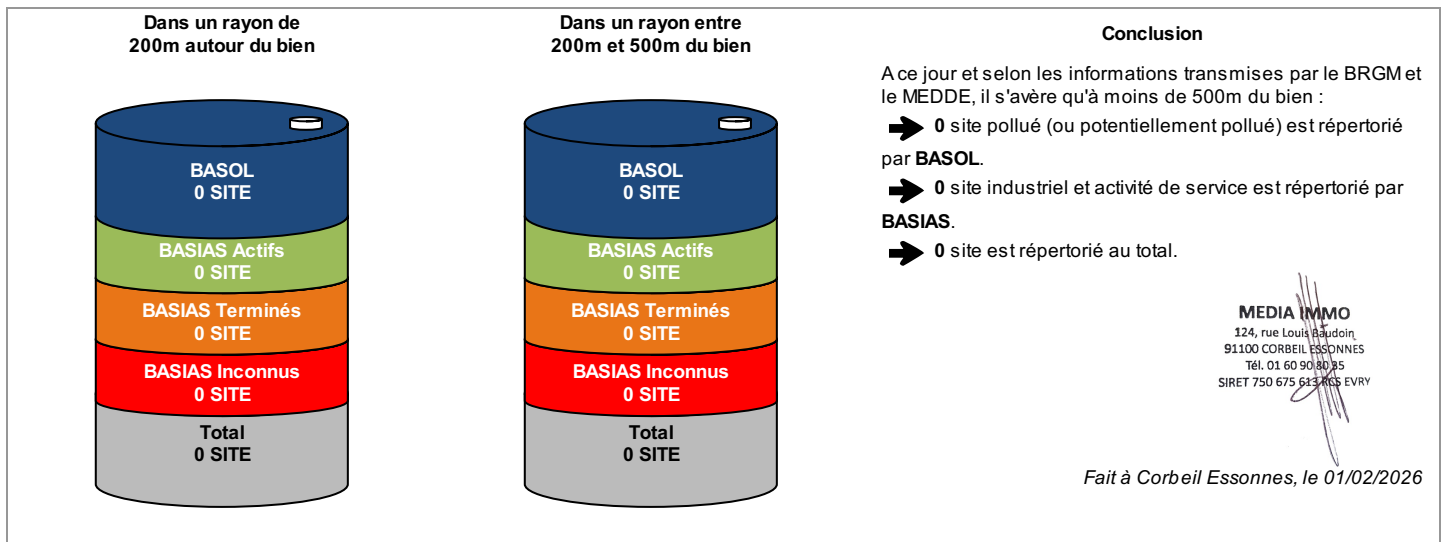 Dans un rayon de
200m autour du bien
BASOL
0 SITE
BASIAS Actifs
0 SITE
BASIAS Terminés
0 SITE
BASIAS Inconnus
0 SITE
Total
0 SITE
Dans un rayon entre
200m et 500m du bien
BASOL
0 SITE
BASIAS Actifs
0 SITE
BASIAS Terminés
0 SITE
BASIAS Inconnus
0 SITE
Total
0 SITE
Conclusion
A ce jour et selon les informations transmises par le BRGM et
le MEDDE, il s'avère qu'à moins de 500m du bien :
0 site pollué (ou potentiellement pollué) est répertorié
par BASOL.
0 site industriel et activité de service est répertorié par
BASIAS.
0 site est répertorié au total.
MEDIA IMMO
124, rue Louis Baudoin
91100 CORBEIL ESSONNES
Tél. 01 60 90 80 85
SIRET 750 675 613 RCS EVRY
Fait à Corbeil Essonnes, le 01/02/2026